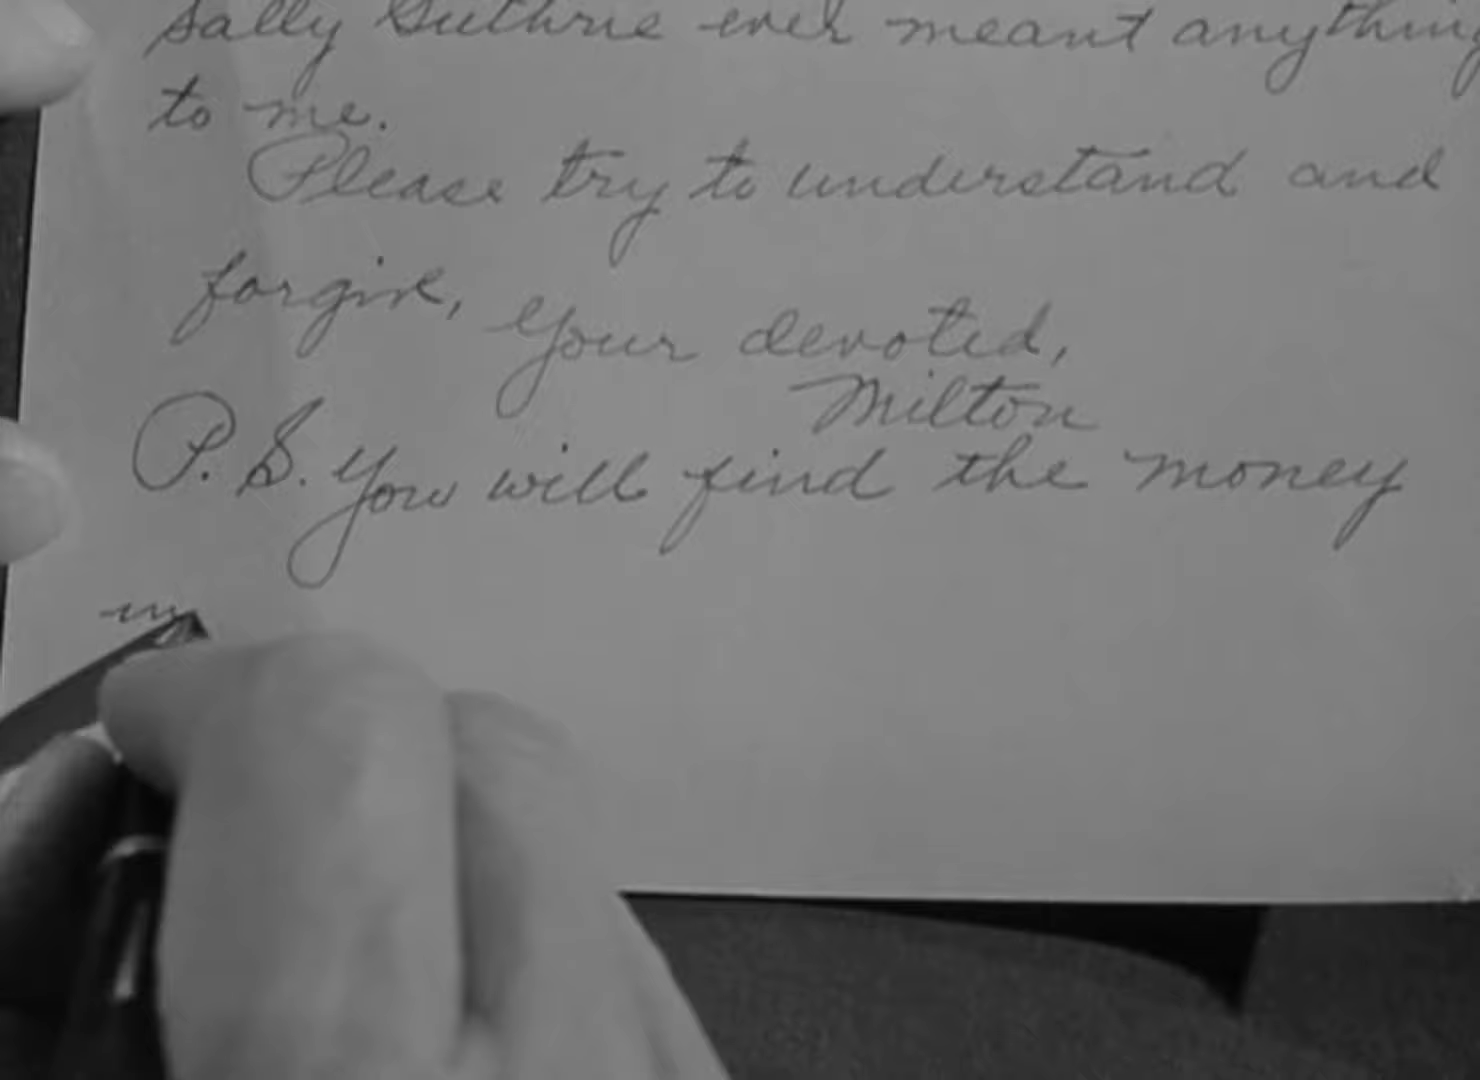 Sally Guthrie ever meant anything
to me.
Please try to understand and
forgive,
Your devoted,
Milton
P.S. You will find the money
in